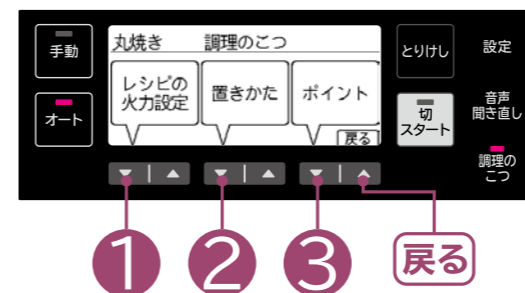 手動
オート
丸焼き 調理のこつ
レシピの
火力設定
置きかた
ポイント
戻る
▼ | ▲
▼ | ▲
▼ | ▲
とりけし
切
スタート
設定
音声
聞き直し
調理の
こつ
1
2
3
戻る